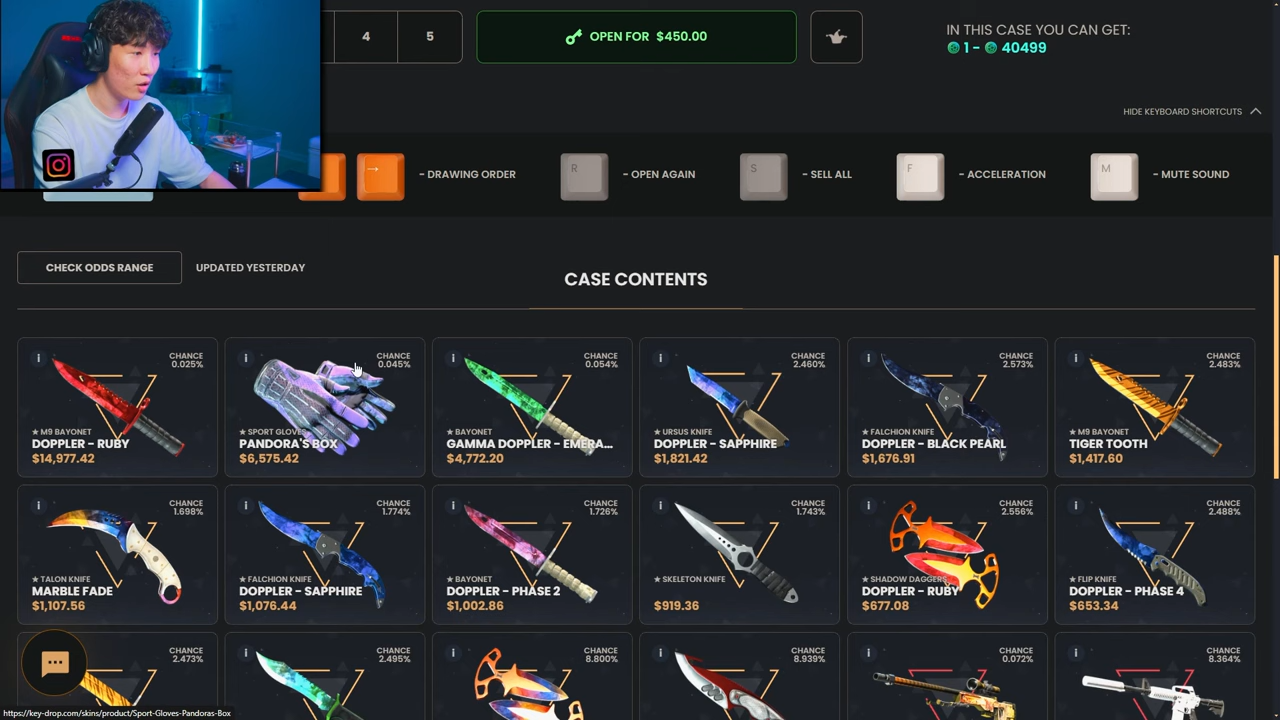 4
5
OPEN FOR $450.00
IN THIS CASE YOU CAN GET:
1 - 40499
HIDE KEYBOARD SHORTCUTS
→
- DRAWING ORDER
R
- OPEN AGAIN
S
- SELL ALL
F
- ACCELERATION
M
- MUTE SOUND
CHECK ODDS RANGE
UPDATED YESTERDAY
CASE CONTENTS
i
CHANCE
0.025%
★ M9 BAYONET
DOPPLER - RUBY
$14,977.42
i
CHANCE
0.045%
★ SPORT GLOVES
PANDORA'S BOX
$6,575.42
i
CHANCE
0.054%
★ BAYONET
GAMMA DOPPLER - EMERA...
$4,772.20
i
CHANCE
2.460%
★ URSUS KNIFE
DOPPLER - SAPPHIRE
$1,821.42
i
CHANCE
2.573%
★ FALCHION KNIFE
DOPPLER - BLACK PEARL
$1,676.91
i
CHANCE
2.483%
★ M9 BAYONET
TIGER TOOTH
$1,417.60
i
CHANCE
1.698%
★ TALON KNIFE
MARBLE FADE
$1,107.56
i
CHANCE
1.774%
★ FALCHION KNIFE
DOPPLER - SAPPHIRE
$1,076.44
i
CHANCE
1.726%
★ BAYONET
DOPPLER - PHASE 2
$1,002.86
i
CHANCE
1.743%
★ SKELETON KNIFE
$919.36
i
CHANCE
2.556%
★ SHADOW DAGGERS
DOPPLER - RUBY
$677.08
i
CHANCE
2.488%
★ FLIP KNIFE
DOPPLER - PHASE 4
$653.34
CHANCE
2.473%
i
CHANCE
2.495%
i
CHANCE
8.800%
i
CHANCE
8.939%
i
CHANCE
0.072%
i
CHANCE
8.364%
https://key-drop.com/skins/product/Sport-Gloves-Pandoras-Box